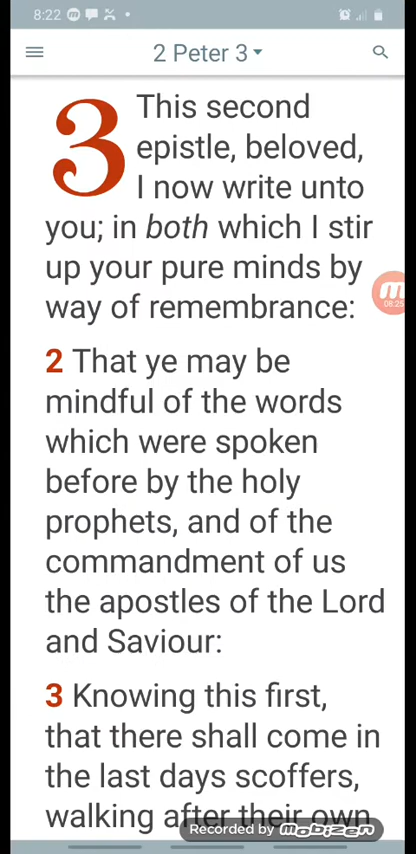 8:22
2 Peter 3
3 This second
epistle, beloved,
I now write unto
you; in both which I stir
up your pure minds by
way of remembrance:
08:25
2 That ye may be
mindful of the words
which were spoken
before by the holy
prophets, and of the
commandment of us
the apostles of the Lord
and Saviour:
3 Knowing this first,
that there shall come in
the last days scoffers,
walking after their own
Recorded by mobizen